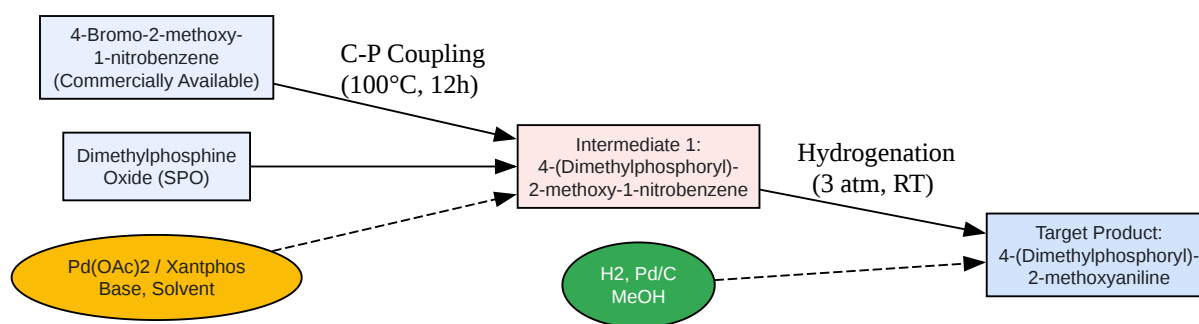 4-Bromo-2-methoxy-
1-nitrobenzene
(Commercially Available)
C-P Coupling
(100°C, 12h)
Dimethylphosphine
Oxide (SPO)
Intermediate 1:
4-(Dimethylphosphoryl)-
2-methoxy-1-nitrobenzene
Hydrogenation
(3 atm, RT)
Pd(OAc)2 / Xantphos
Base, Solvent
H2, Pd/C
MeOH
Target Product:
4-(Dimethylphosphoryl)-
2-methoxyaniline